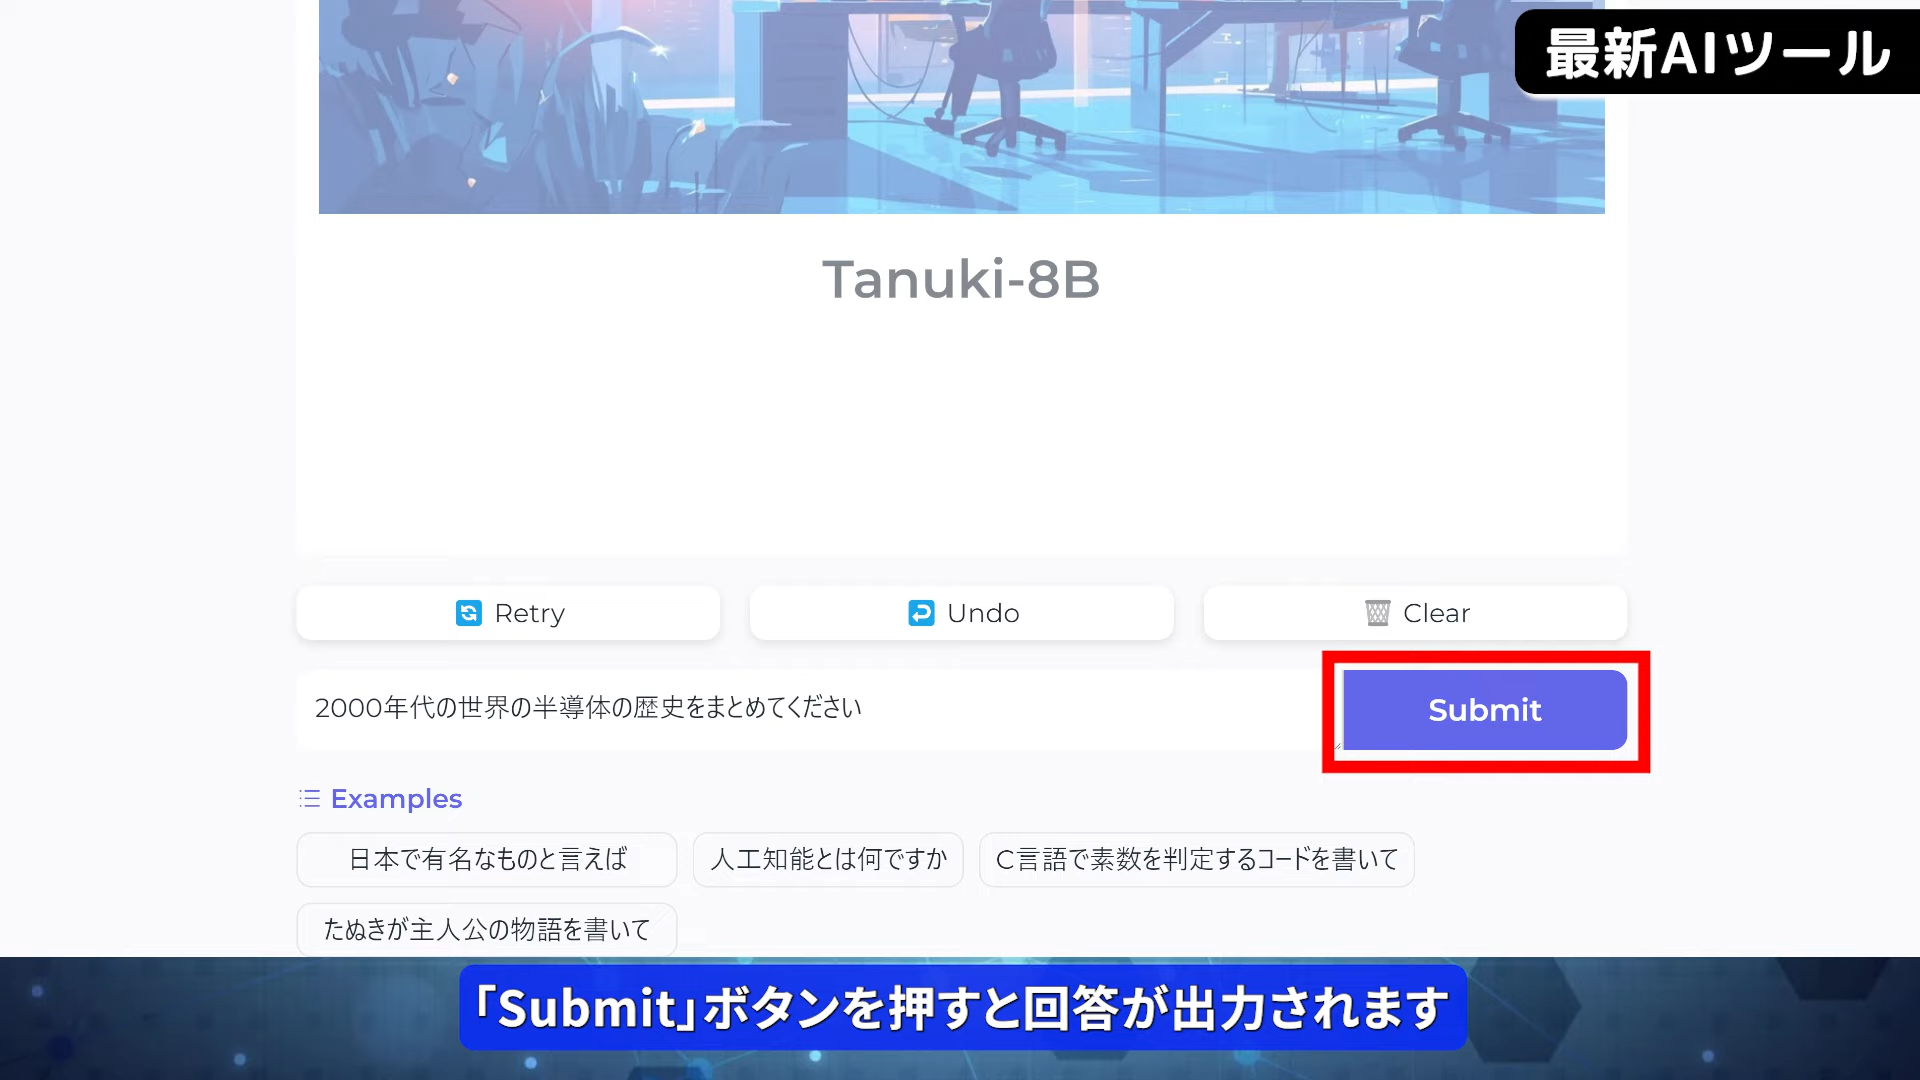 最新AIツール
Tanuki-8B
Retry
Undo
Clear
2000年代の世界の半導体の歴史をまとめてください
Submit
Examples
日本で有名なものと言えば
人工知能とは何ですか
C言語で素数を判定するコードを書いて
たぬきが主人公の物語を書いて
「Submit」ボタンを押すと回答が出力されます